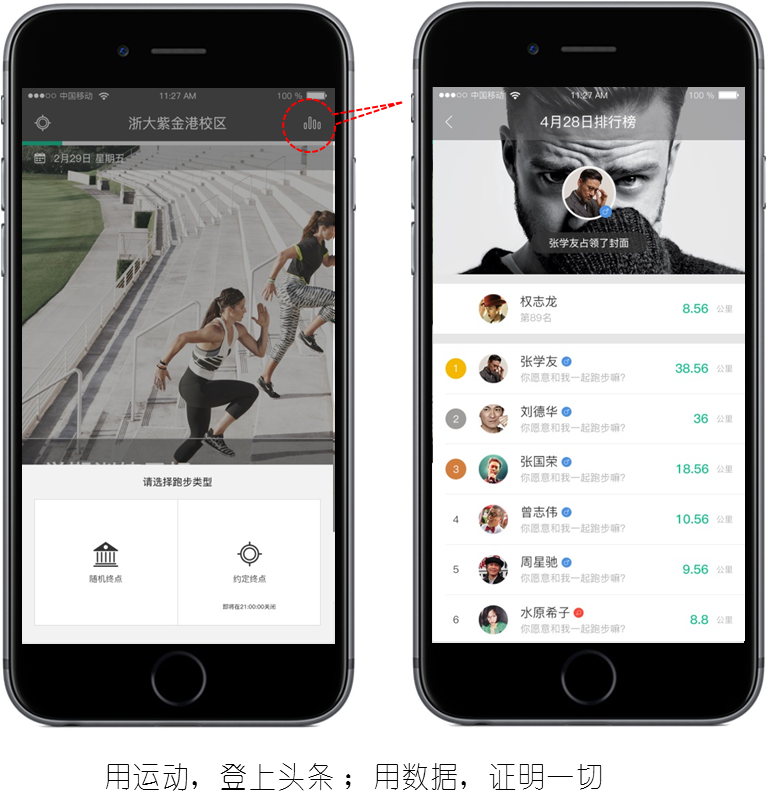 中国移动 11:27 AM 100 %
浙大紫金港校区
2月29日 星期五
请选择跑步类型
随机终点
约定终点
即将在21:00:00关闭
中国移动 11:27 AM 100 %
4月28日排行榜
张学友占领了封面
权志龙
第89名
8.56 公里
1 张学友 38.56 公里
你愿意和我一起跑步嘛?
2 刘德华 36 公里
你愿意和我一起跑步嘛?
3 张国荣 18.56 公里
你愿意和我一起跑步嘛?
4 曾志伟 10.56 公里
你愿意和我一起跑步嘛?
5 周星驰 9.56 公里
你愿意和我一起跑步嘛?
6 水原希子 8.8 公里
你愿意和我一起跑步嘛?
用运动，登上头条；用数据，证明一切